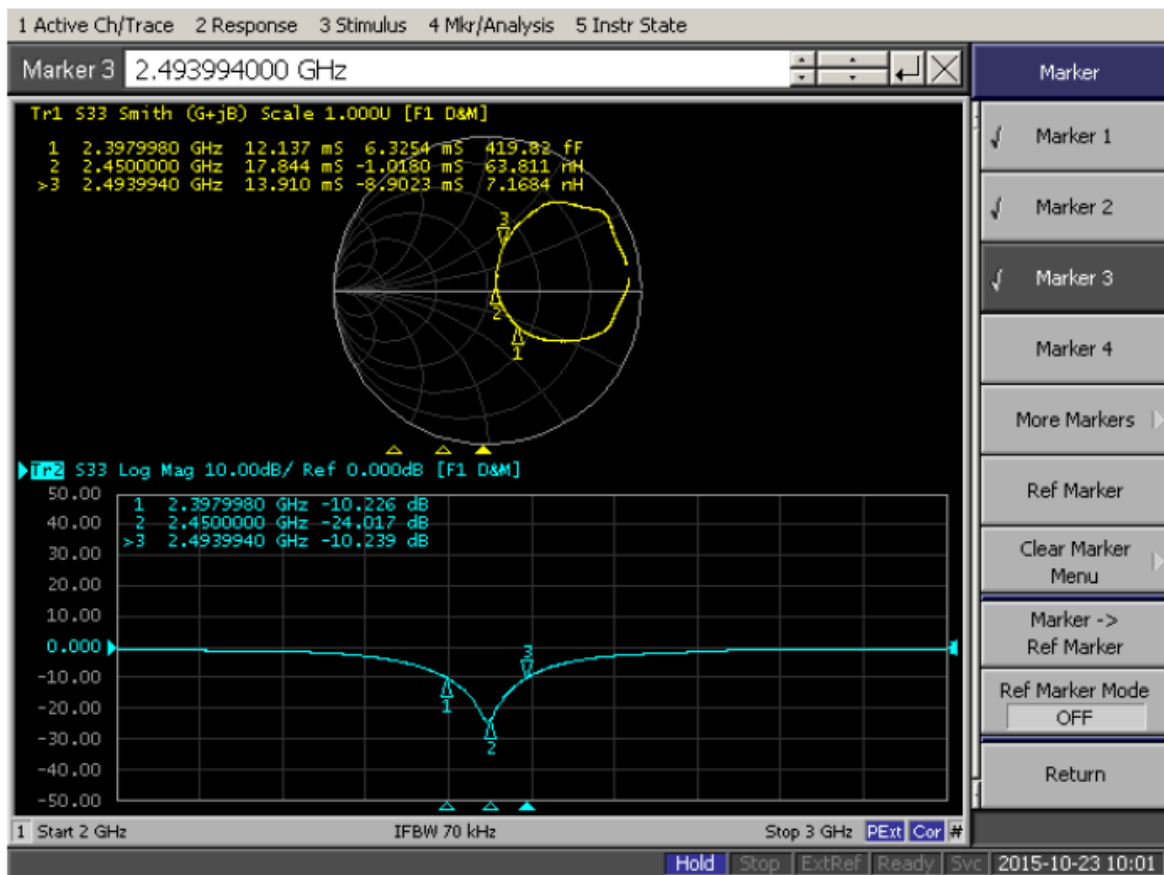 1 Active Ch/Trace 2 Response 3 Stimulus 4 Mkr/Analysis 5 Instr State
Marker 3 2.493994000 GHz
Tr1 S33 Smith (G+jB) Scale 1.000U [F1 D&M]
1 2.3979980 GHz 12.137 mS 6.3254 mS 419.82 fF
2 2.4500000 GHz 17.844 mS -1.0180 mS 63.811 nH
>3 2.4939940 GHz 13.910 mS -8.9023 mS 7.1684 nH
3
2
1
Tr2 S33 Log Mag 10.00dB/ Ref 0.000dB [F1 D&M]
50.00
40.00
30.00
20.00
10.00
0.000
-10.00
-20.00
-30.00
-40.00
-50.00
1 2.3979980 GHz -10.226 dB
2 2.4500000 GHz -24.017 dB
>3 2.4939940 GHz -10.239 dB
3
1
2
1 Start 2 GHz IFBW 70 kHz Stop 3 GHz PExt Cor #
Marker
Marker 1
Marker 2
Marker 3
Marker 4
More Markers
Ref Marker
Clear Marker
Menu
Marker ->
Ref Marker
Ref Marker Mode
OFF
Return
Hold Stop ExtRef Ready Svc 2015-10-23 10:01